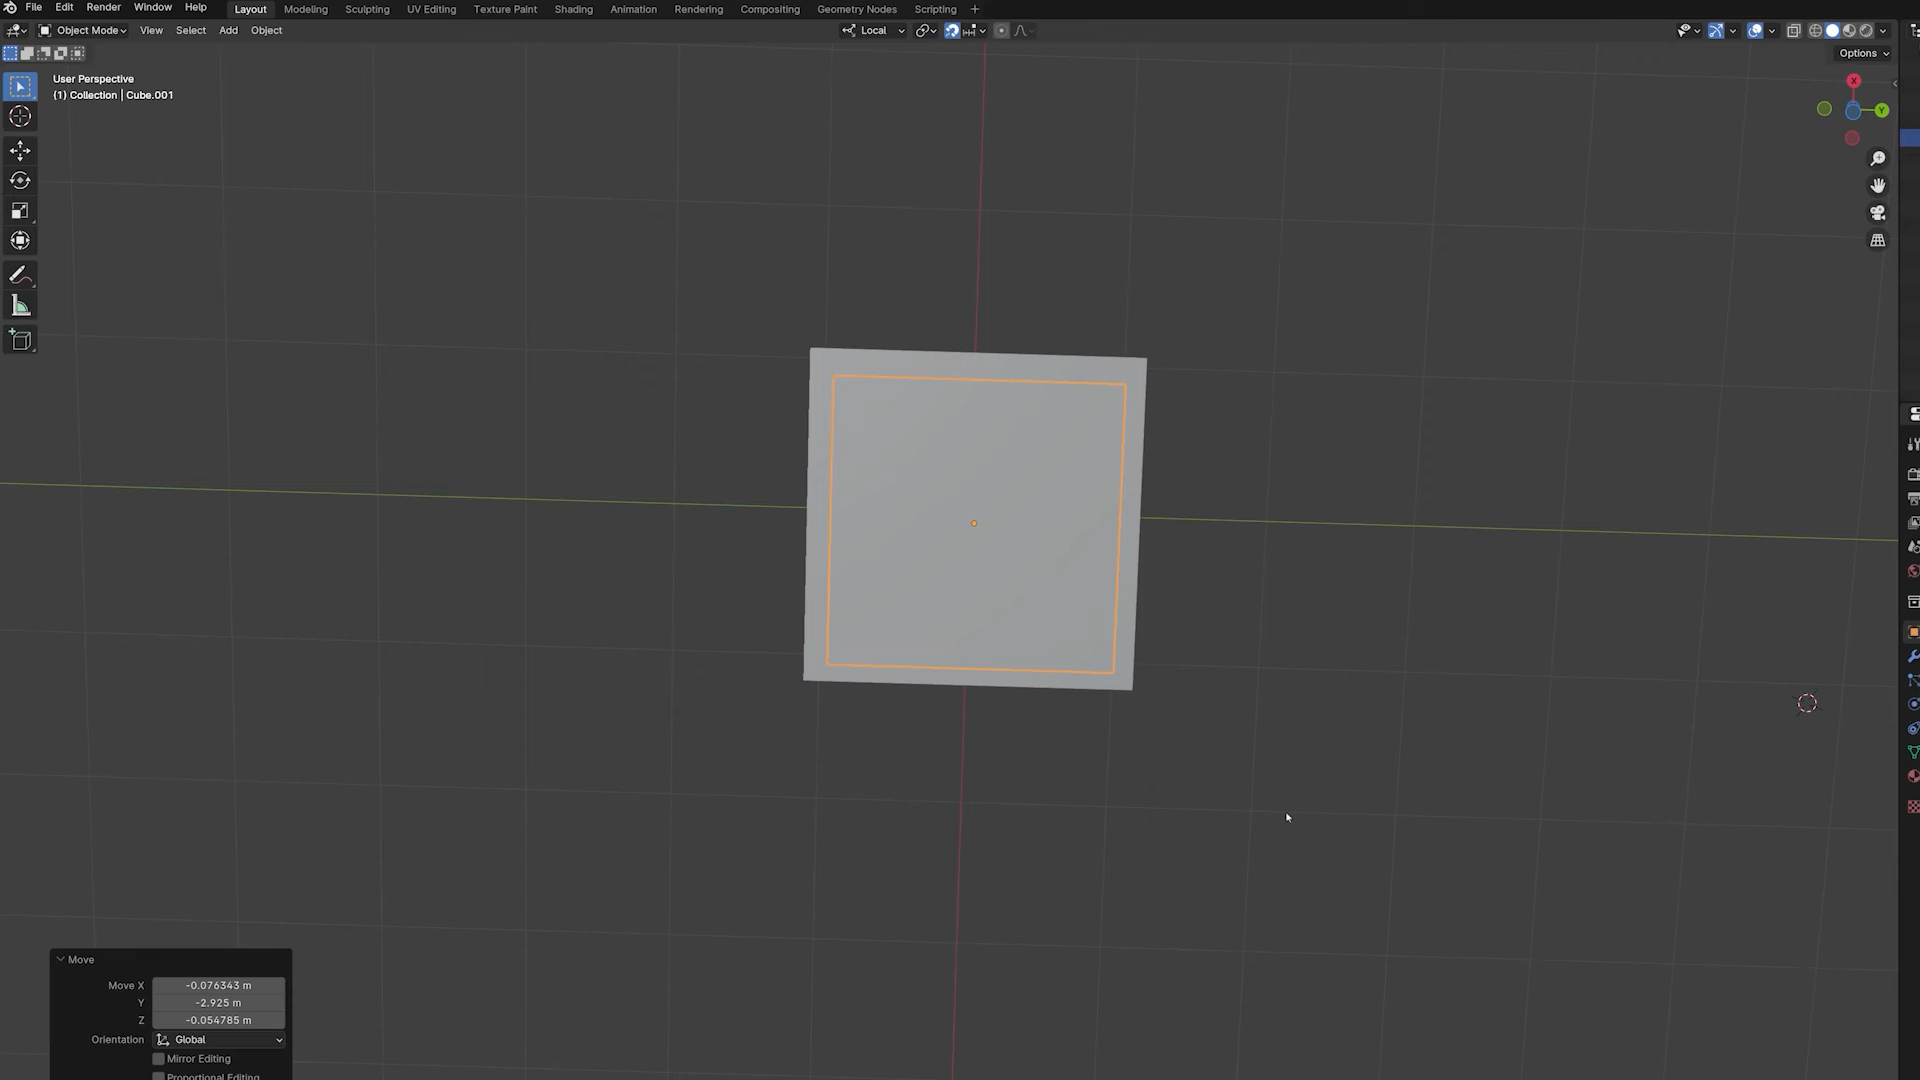 File Edit Render Window Help Layout Modeling Sculpting UV Editing Texture Paint Shading Animation Rendering Compositing Geometry Nodes Scripting +
Object Mode View Select Add Object Local
Options
User Perspective
(1) Collection | Cube.001
X
Y
Move
Move X -0.076343 m
Y -2.925 m
Z -0.054785 m
Orientation Global
Mirror Editing
Proportional Editing